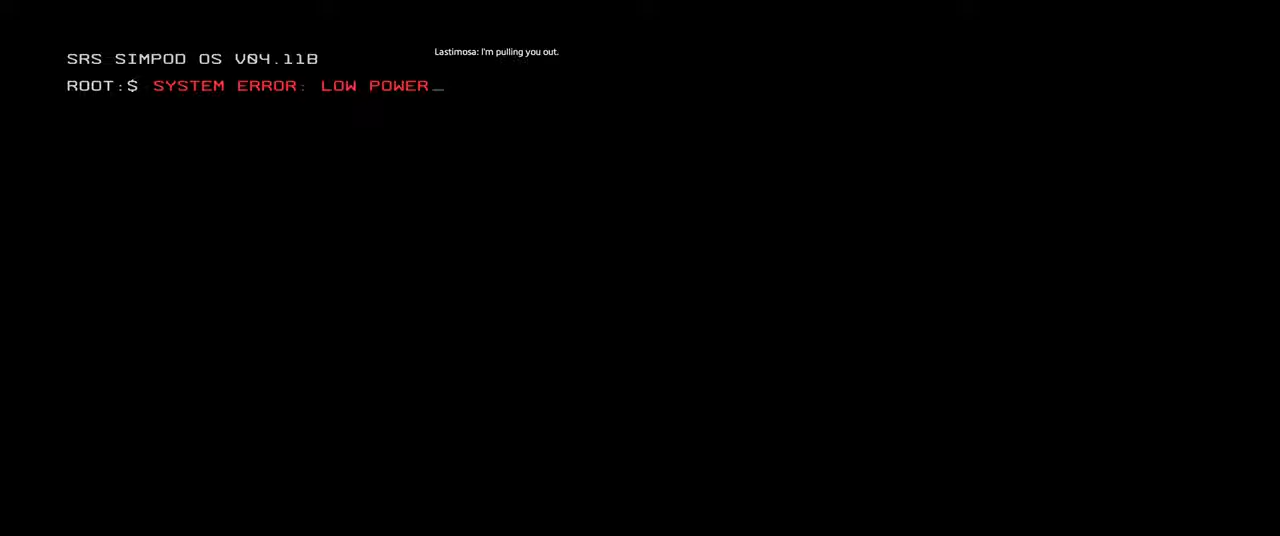 SRS SIMPOD OS V04.11B
Lastimosa: I'm pulling you out.
ROOT:$ SYSTEM ERROR: LOW POWER_